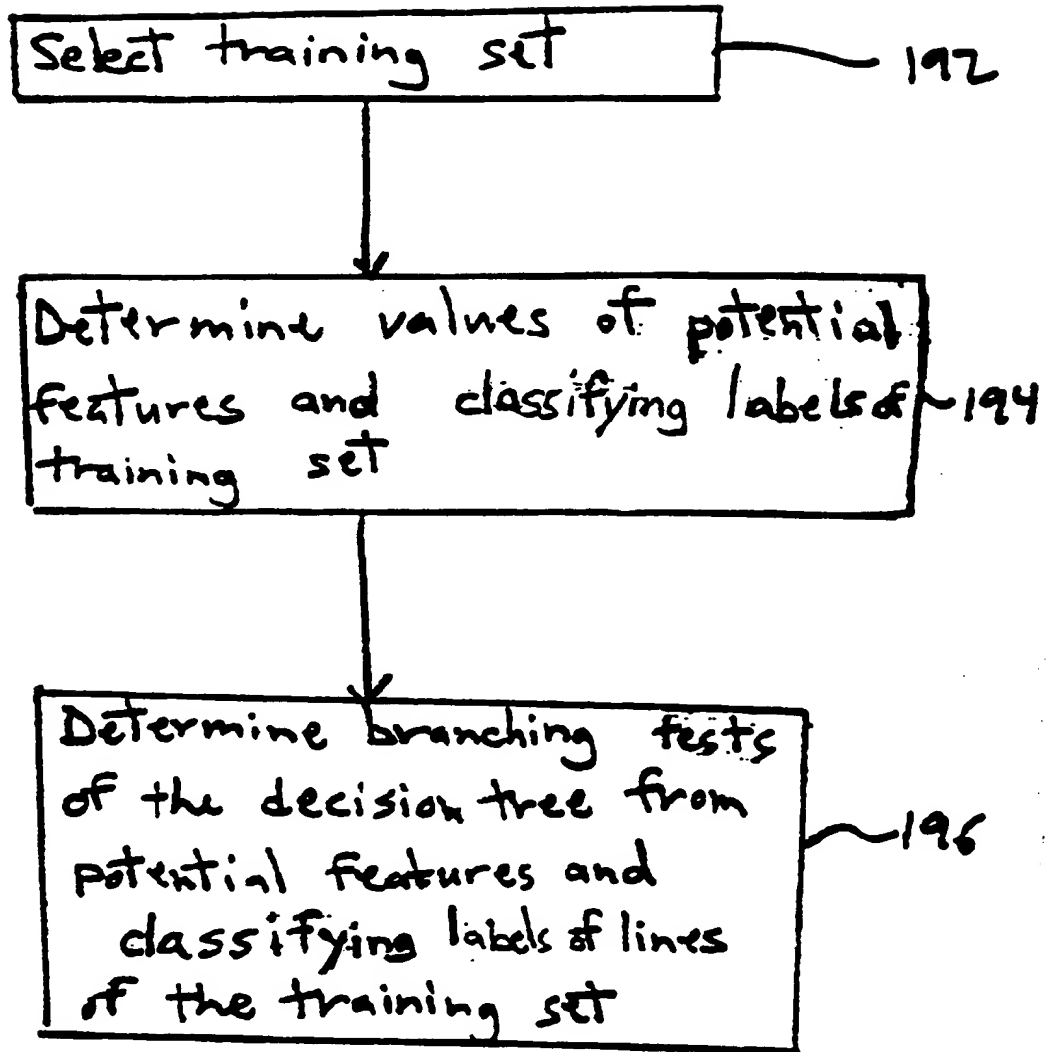 Select training set
192
Determine values of potential
features and classifying labels of
training set
194
Determine branching tests
of the decision tree from
potential features and
classifying labels of lines
of the training set
196